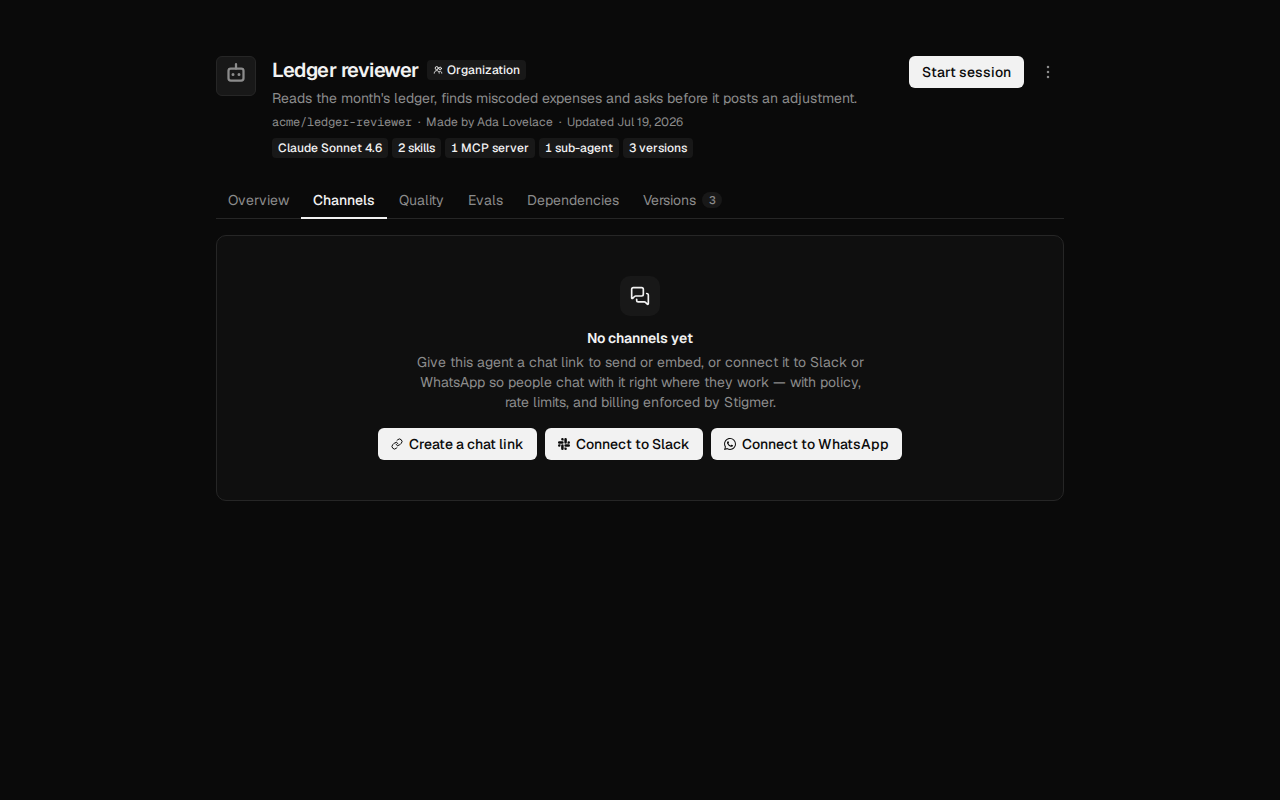 Ledger reviewer Organization
Start session
Reads the month's ledger, finds miscoded expenses and asks before it posts an adjustment.
acme/ledger-reviewer · Made by Ada Lovelace · Updated Jul 19, 2026
Claude Sonnet 4.6 2 skills 1 MCP server 1 sub-agent 3 versions
Overview Channels Quality Evals Dependencies Versions 3
No channels yet
Give this agent a chat link to send or embed, or connect it to Slack or
WhatsApp so people chat with it right where they work — with policy,
rate limits, and billing enforced by Stigmer.
Create a chat link Connect to Slack Connect to WhatsApp